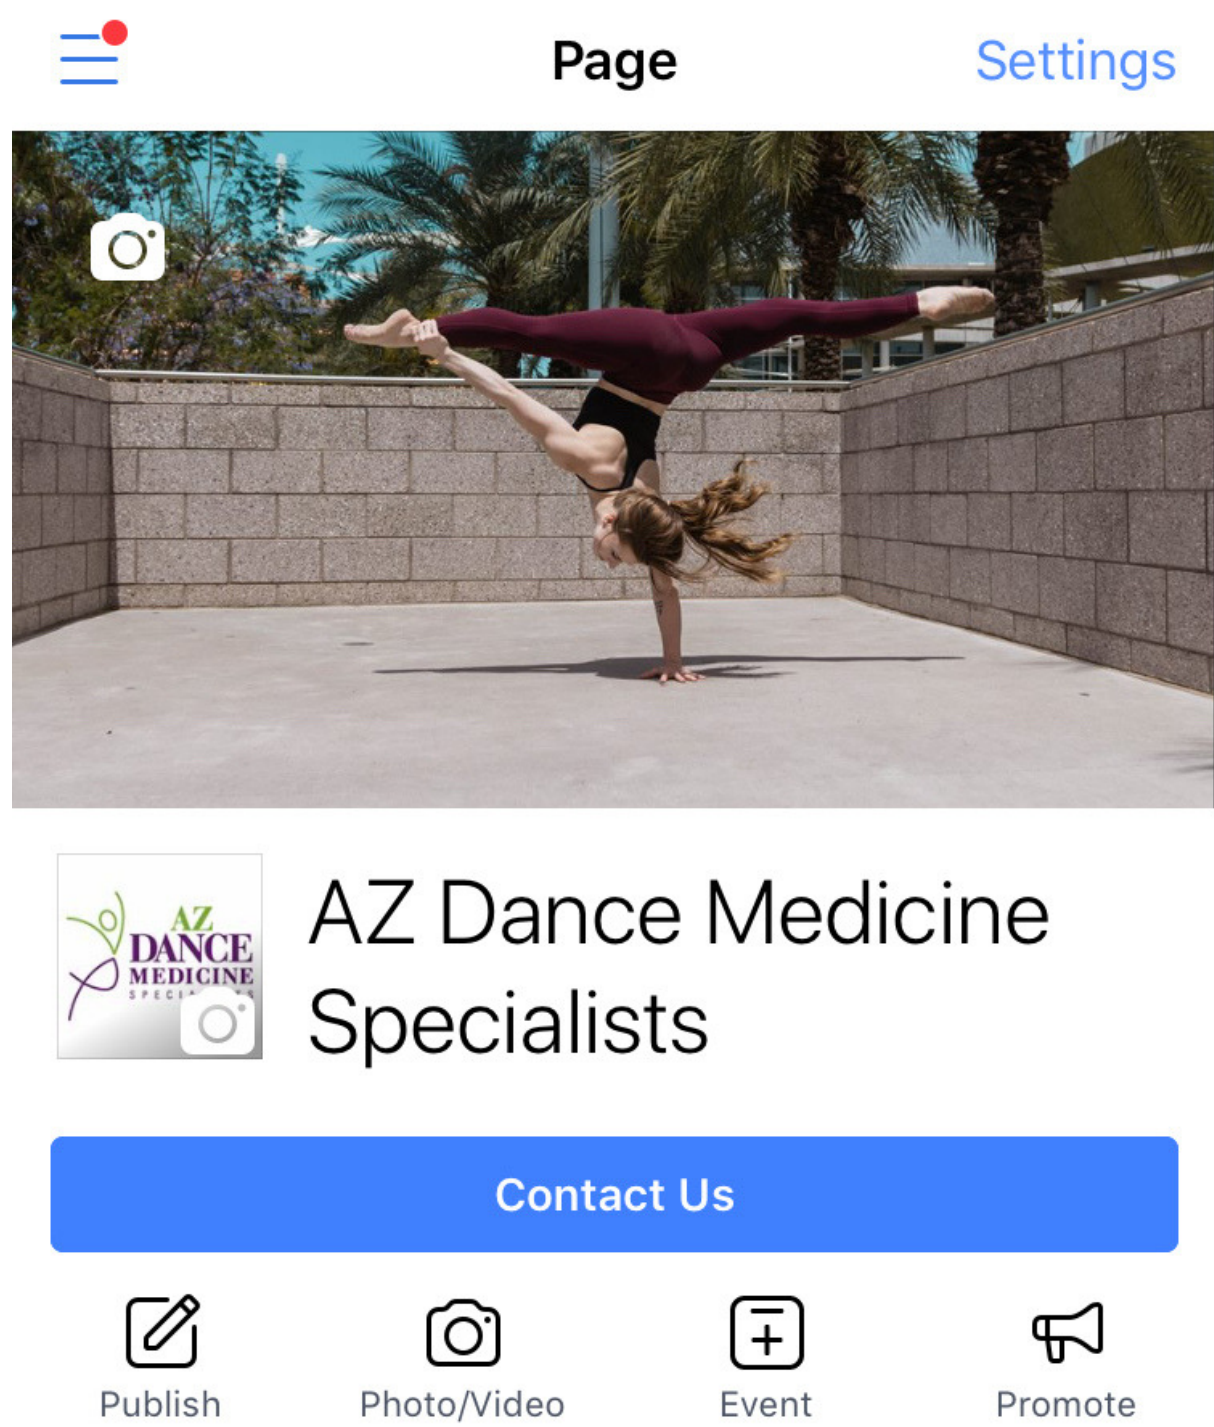 Page
Settings
AZ
DANCE
MEDICINE
AZ Dance Medicine
Specialists
Contact Us
Publish
Photo/Video
Event
Promote